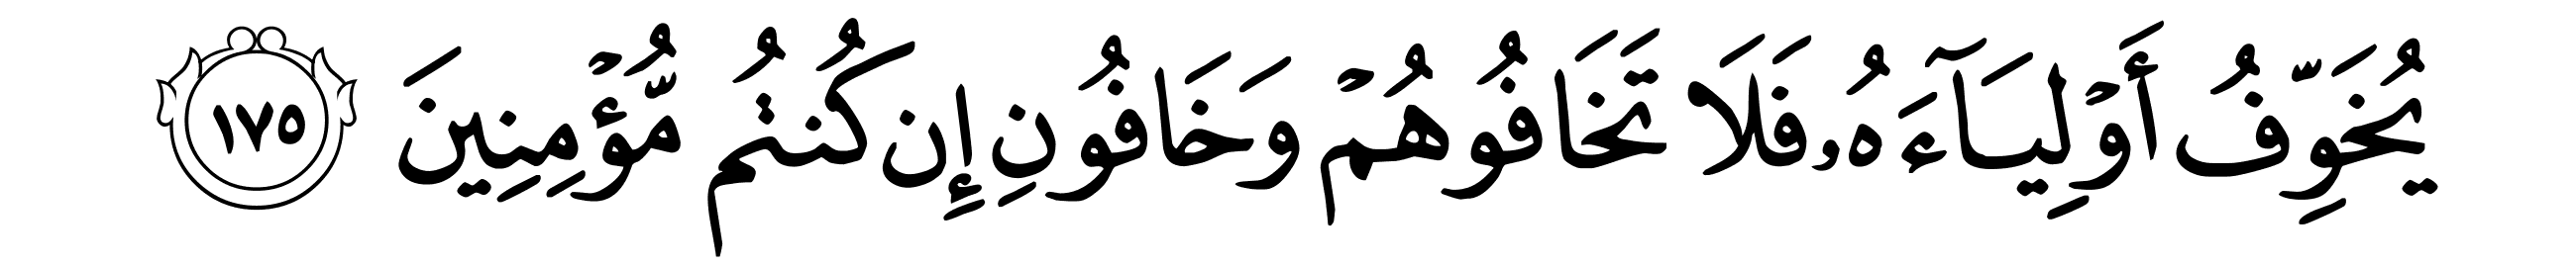 يُخَوِّفُ أَوْلِيَآءَهُۥ فَلَا تَخَافُوهُمْ وَخَافُونِ إِن كُنتُم مُّؤْمِنِينَ ١٧٥